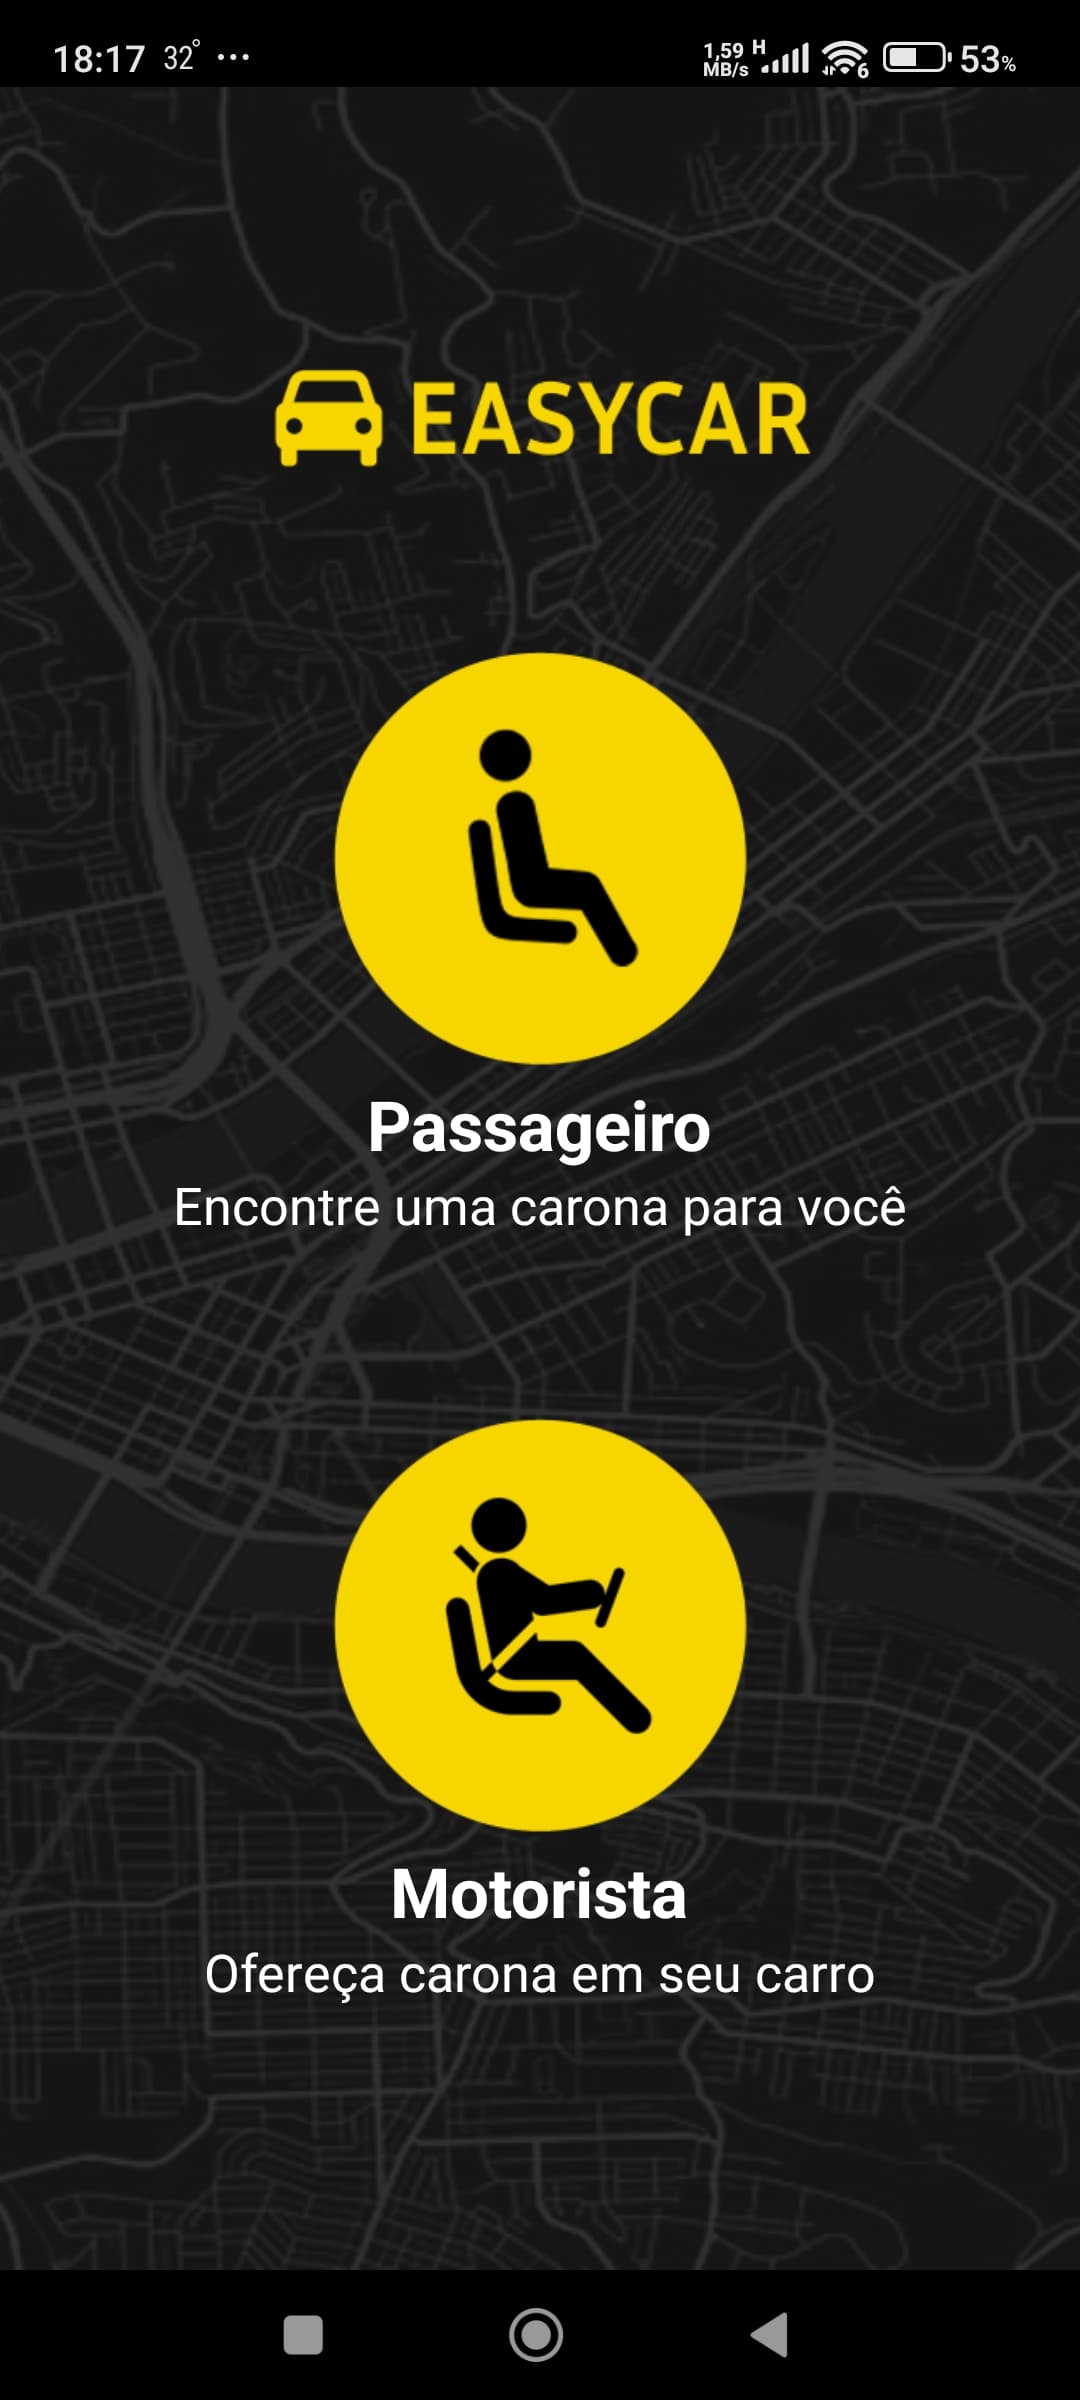 18:17 32° ...
1,59 MB/s H 6 53%
EASYCAR
Passageiro
Encontre uma carona para você
Motorista
Ofereça carona em seu carro